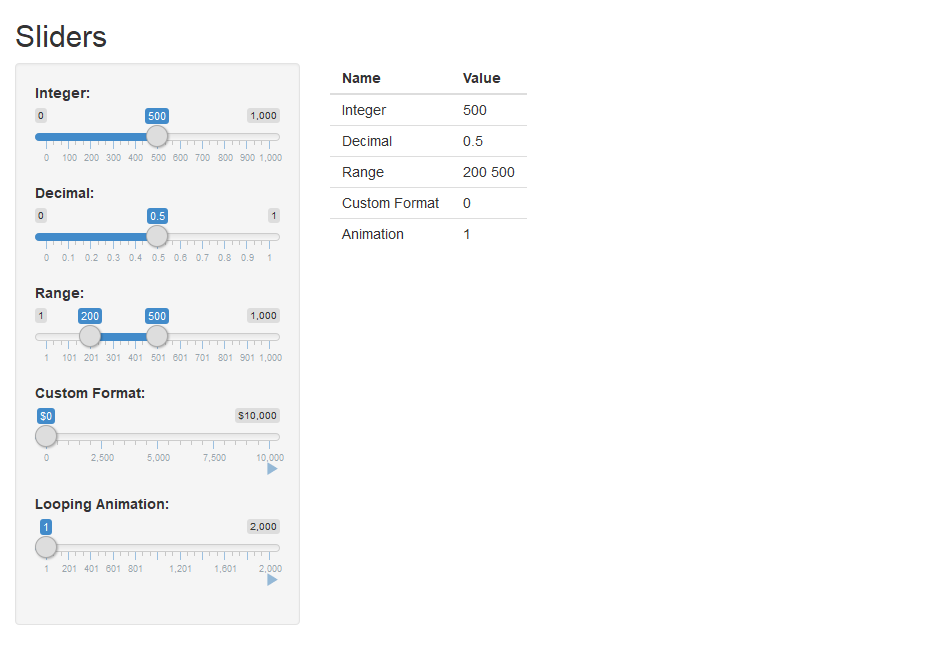 Sliders
Integer:
0 500 1,000
0 100 200 300 400 500 600 700 800 900 1,000
Decimal:
0 0.5 1
0 0.1 0.2 0.3 0.4 0.5 0.6 0.7 0.8 0.9 1
Range:
1 200 500 1,000
1 101 201 301 401 501 601 701 801 901 1,000
Custom Format:
$0 $10,000
0 2,500 5,000 7,500 10,000
Looping Animation:
1 2,000
1 201 401 601 801 1,201 1,601 2,000
Name Value
Integer 500
Decimal 0.5
Range 200 500
Custom Format 0
Animation 1